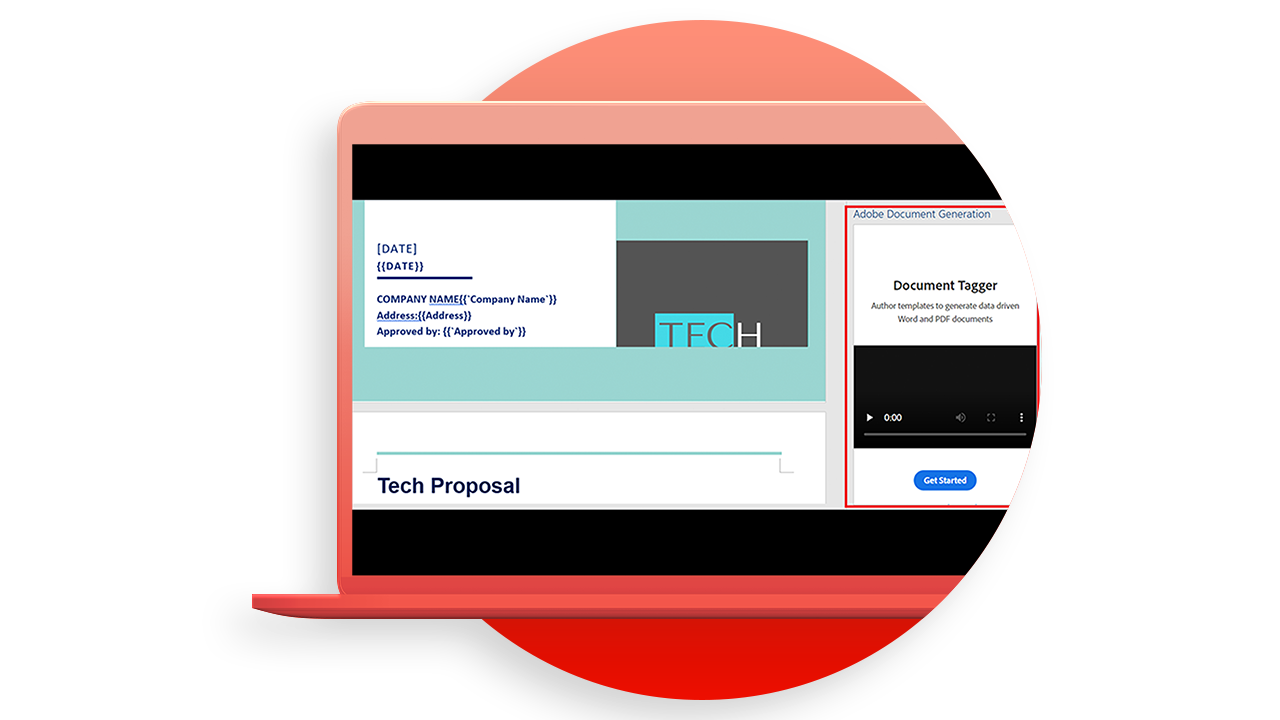 [DATE]
{{DATE}}
COMPANY NAME{{`Company Name`}}
Address:{{Address}}
Approved by: {{`Approved by`}}
TECH
Tech Proposal
Adobe Document Generation
Document Tagger
Author templates to generate data driven
Word and PDF documents
0:00
Get Started